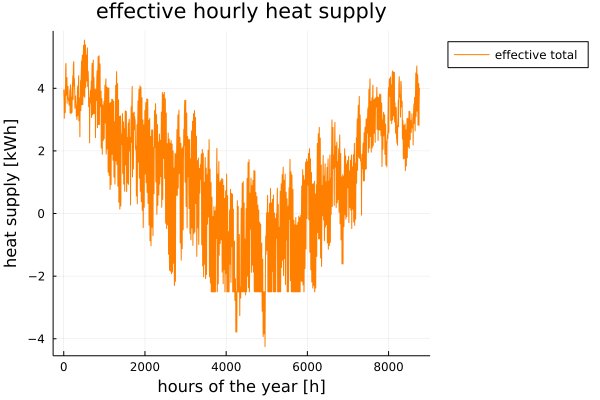 effective hourly heat supply
effective total
heat supply [kWh]
4
2
0
−2
−4
0 2000 4000 6000 8000
hours of the year [h]